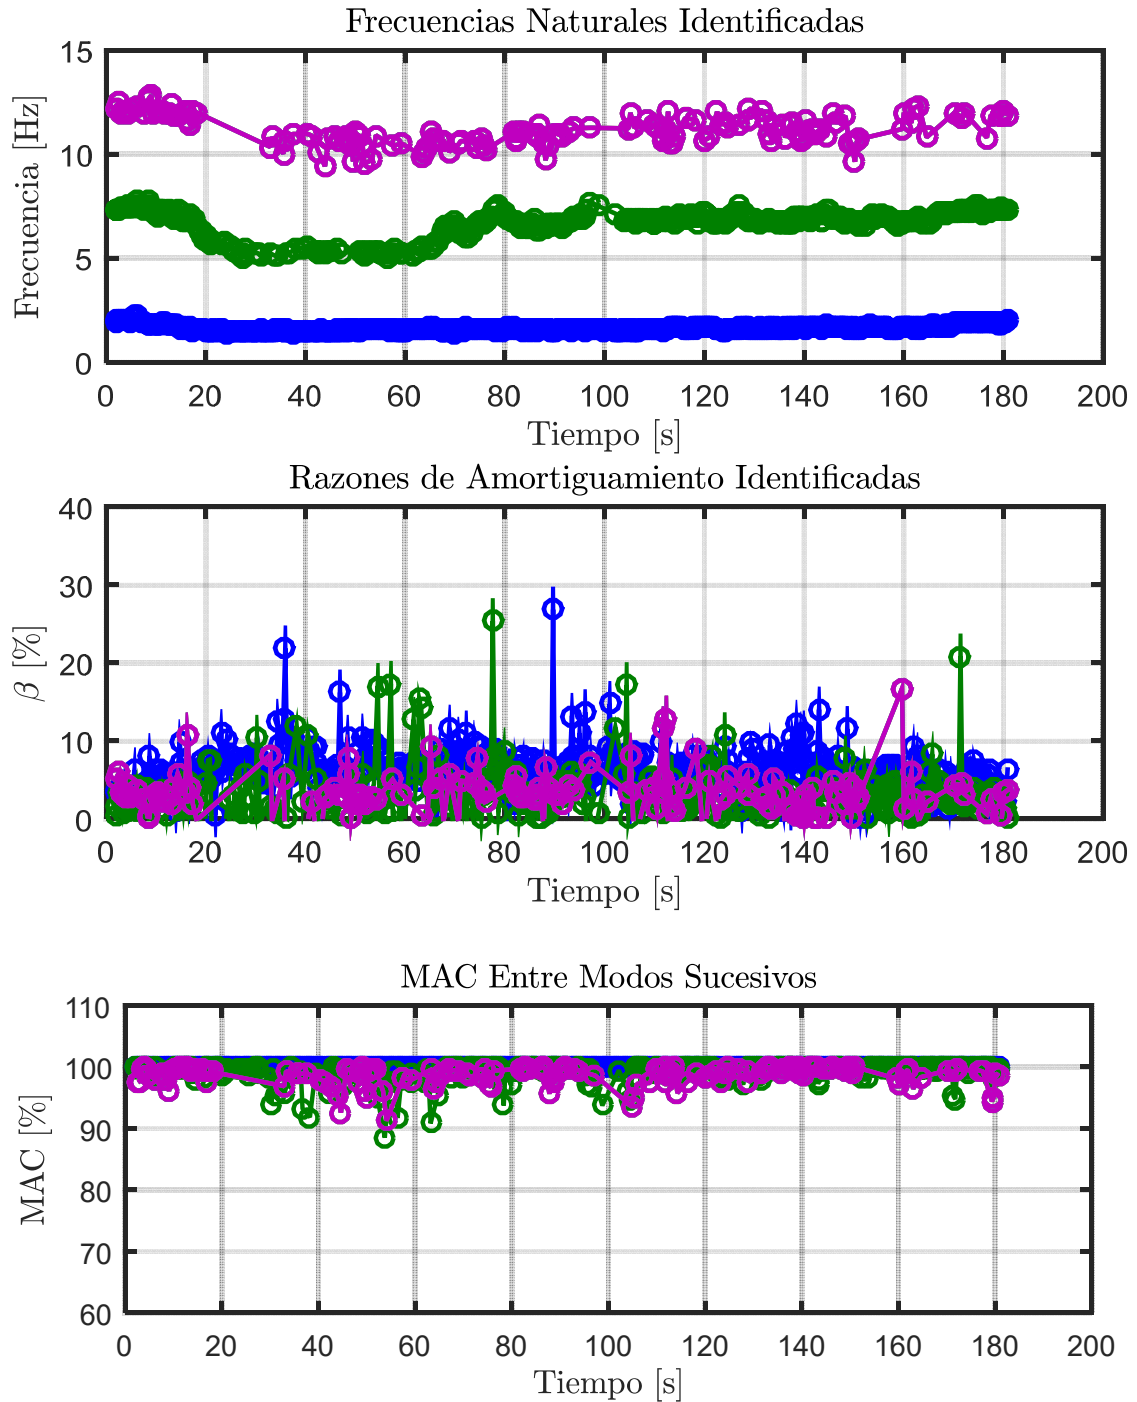 Frecuencias Naturales Identificadas
Frecuencia [Hz]
15
10
5
0
0 20 40 60 80 100 120 140 160 180 200
Tiempo [s]
Razones de Amortiguamiento Identificadas
β [%]
40
30
20
10
0
0 20 40 60 80 100 120 140 160 180 200
Tiempo [s]
MAC Entre Modos Sucesivos
MAC [%]
110
100
90
80
70
60
0 20 40 60 80 100 120 140 160 180 200
Tiempo [s]